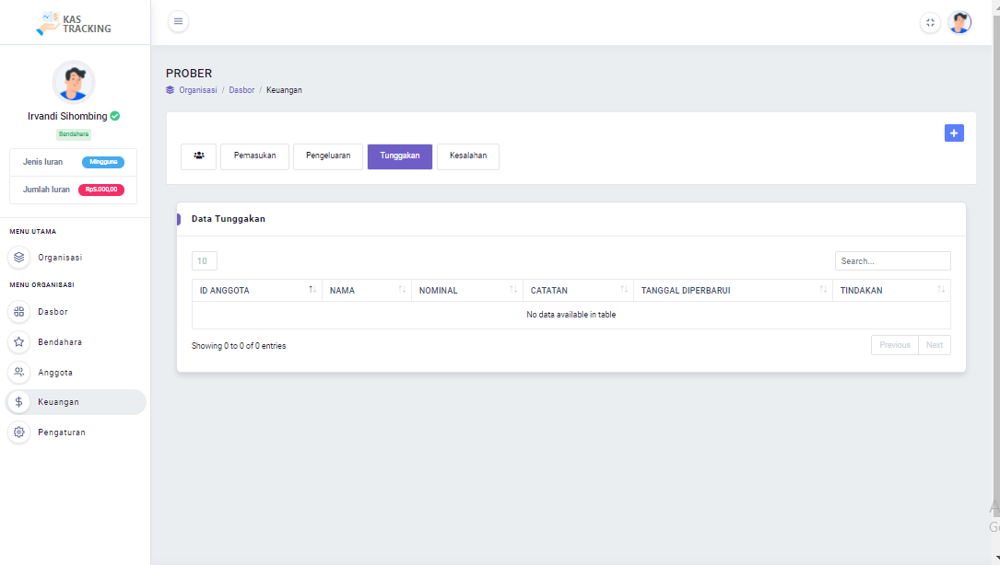 KAS
TRACKING
PROBER
Organisasi / Dasbor / Keuangan
Irvandi Sihombing
Bendahara
Jenis Iuran
Mingguna
Jumlah Iuran Rp5.000,00
MENU UTAMA
Organisasi
MENU ORGANISASI
Dasbor
Bendahara
Anggota
Keuangan
Pengaturan
Pemasukan Pengeluaran Tunggakan Kesalahan
Data Tunggakan
10 Search...
ID ANGGOTA NAMA NOMINAL CATATAN TANGGAL DIPERBARUI TINDAKAN
No data available in table
Showing 0 to 0 of 0 entries Previous Next